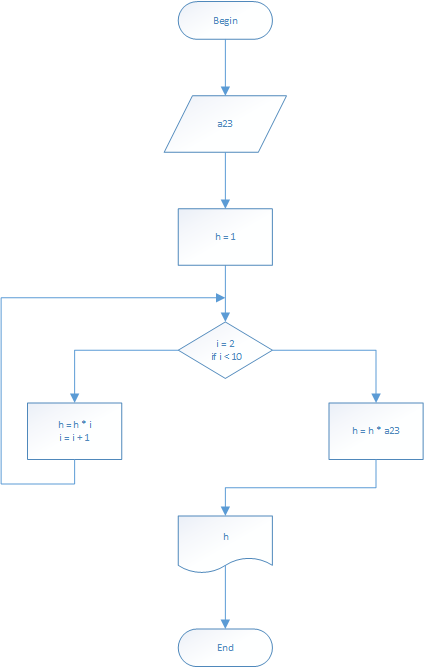 Begin
a23
h = 1
i = 2
if i < 10
h = h * i
i = i + 1
h = h * a23
h
End